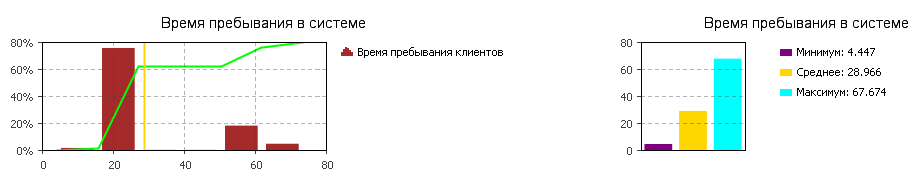 Время пребывания в системе
80%
60%
40%
20%
0%
0
20
40
60
80
Время пребывания клиентов
Время пребывания в системе
80
60
40
20
0
Минимум: 4.447
Среднее: 28.966
Максимум: 67.674